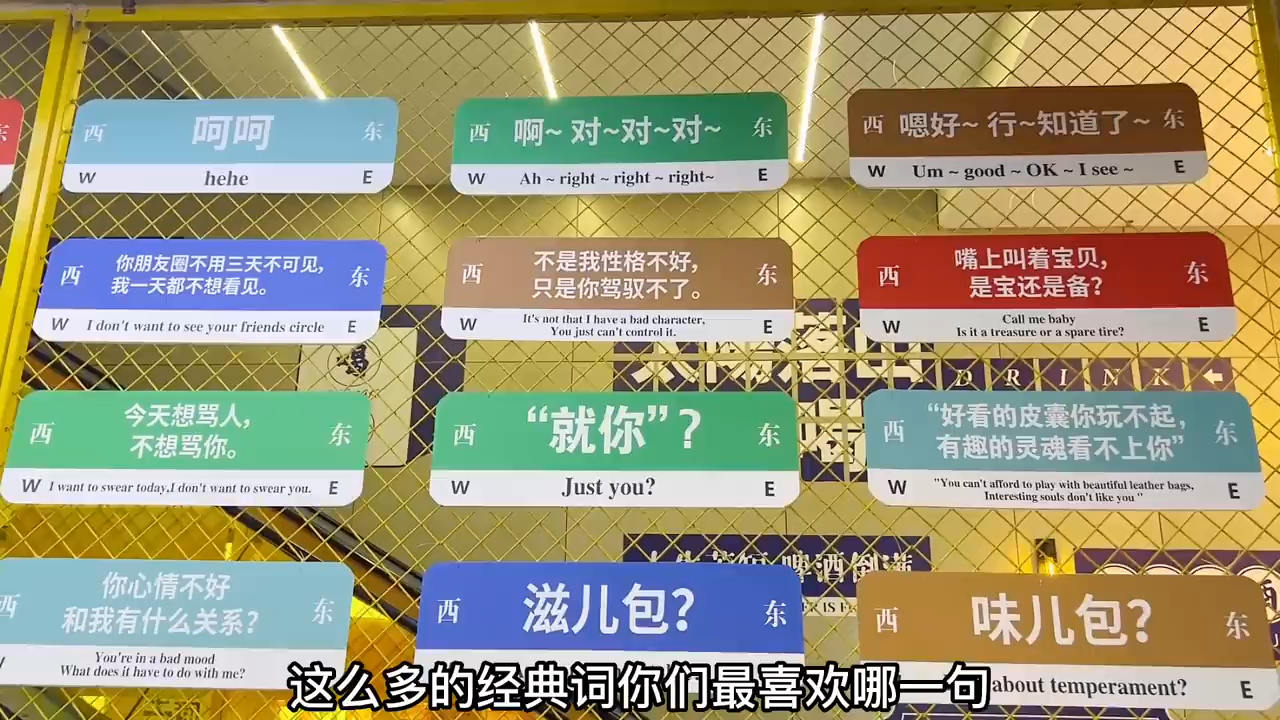 西 呵呵 东
W hehe E
西 啊~ 对~对~对~ 东
W Ah ~ right ~ right ~ right~ E
西 嗯好~ 行~知道了~ 东
W Um ~ good ~ OK ~ I see ~ E
西 你朋友圈不用三天不可见, 东
我一天都不想看见。
W I don't want to see your friends circle E
西 不是我性格不好, 东
只是你驾驭不了。
W It's not that I have a bad character, E
You just can't control it.
西 嘴上叫着宝贝, 东
是宝还是备?
W Call me baby E
Is it a treasure or a spare tire?
DRINK
西 今天想骂人, 东
不想骂你。
W I want to swear today,I don't want to swear you. E
西 “就你”? 东
W Just you? E
西 “好看的皮囊你玩不起, 东
有趣的灵魂看不上你”
W "You can't afford to play with beautiful leather bags, E
Interesting souls don't like you "
西 你心情不好 东
和我有什么关系?
You're in a bad mood
What does it have to do with me?
西 滋儿包? 东
西 味儿包? 东
about temperament? E
这么多的经典词你们最喜欢哪一句